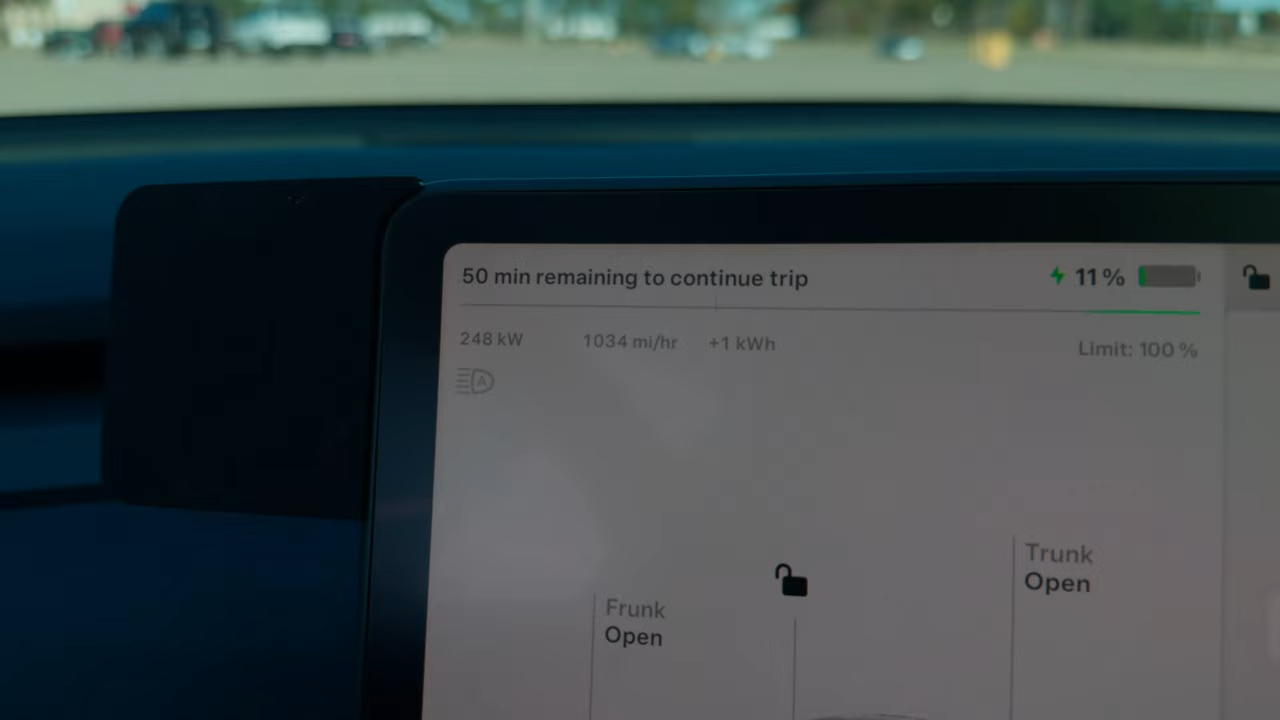 50 min remaining to continue trip
11 %
248 kW 1034 mi/hr +1 kWh
Limit: 100 %
A
Trunk
Open
Frunk
Open